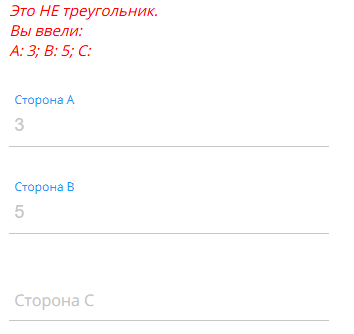 Это НЕ треугольник.
Вы ввели:
A: 3; B: 5; C:
Сторона A
3
Сторона B
5
Сторона C